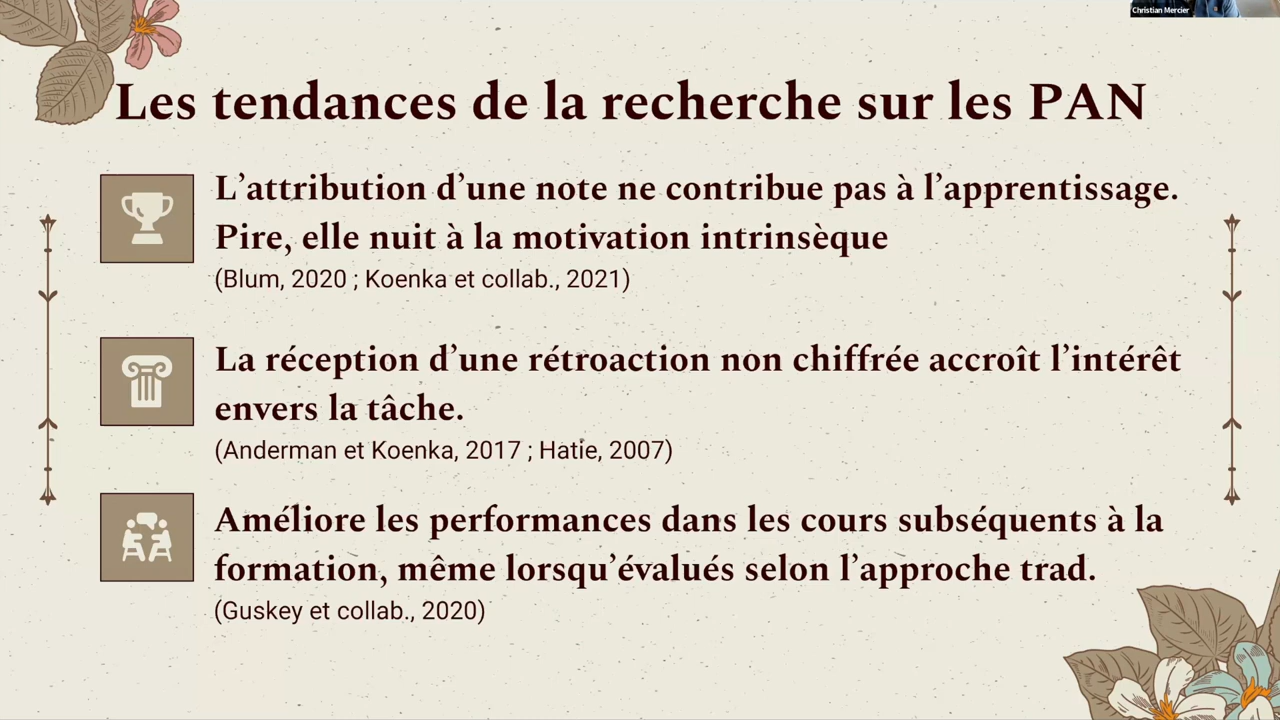 Christian Mercier
Les tendances de la recherche sur les PAN
L’attribution d’une note ne contribue pas à l’apprentissage.
Pire, elle nuit à la motivation intrinsèque
(Blum, 2020 ; Koenka et collab., 2021)
La réception d’une rétroaction non chiffrée accroît l’intérêt
envers la tâche.
(Anderman et Koenka, 2017 ; Hatie, 2007)
Améliore les performances dans les cours subséquents à la
formation, même lorsqu’évalués selon l’approche trad.
(Guskey et collab., 2020)